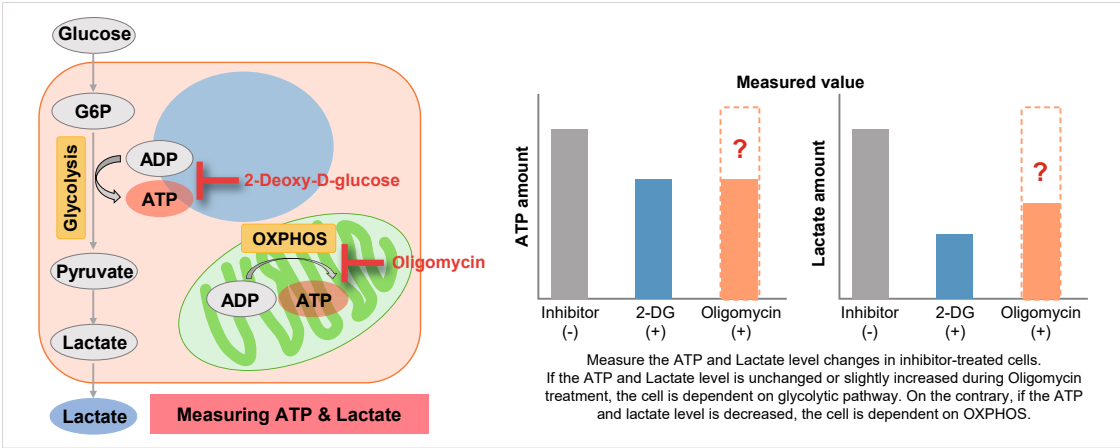 Glucose
G6P
Glycolysis
ADP
ATP
2-Deoxy-D-glucose
OXPHOS
Oligomycin
ADP
ATP
Pyruvate
Lactate
Lactate
Measuring ATP & Lactate
Measured value
ATP amount
?
Inhibitor
(-)
2-DG
(+)
Oligomycin
(+)
Lactate amount
?
Inhibitor
(-)
2-DG
(+)
Oligomycin
(+)
Measure the ATP and Lactate level changes in inhibitor-treated cells.
If the ATP and Lactate level is unchanged or slightly increased during Oligomycin
treatment, the cell is dependent on glycolytic pathway. On the contrary, if the ATP
and lactate level is decreased, the cell is dependent on OXPHOS.